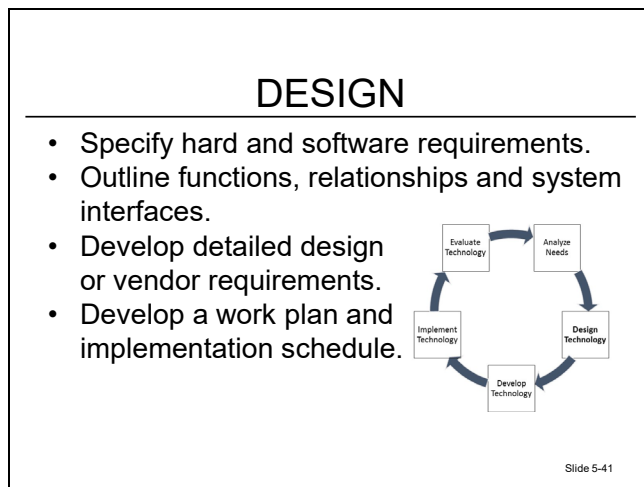 DESIGN
• Specify hard and software requirements.
• Outline functions, relationships and system
interfaces.
• Develop detailed design
or vendor requirements.
• Develop a work plan and
implementation schedule.
Evaluate
Technology
Analyze
Needs
Implement
Technology
Design
Technology
Develop
Technology
Slide 5-41